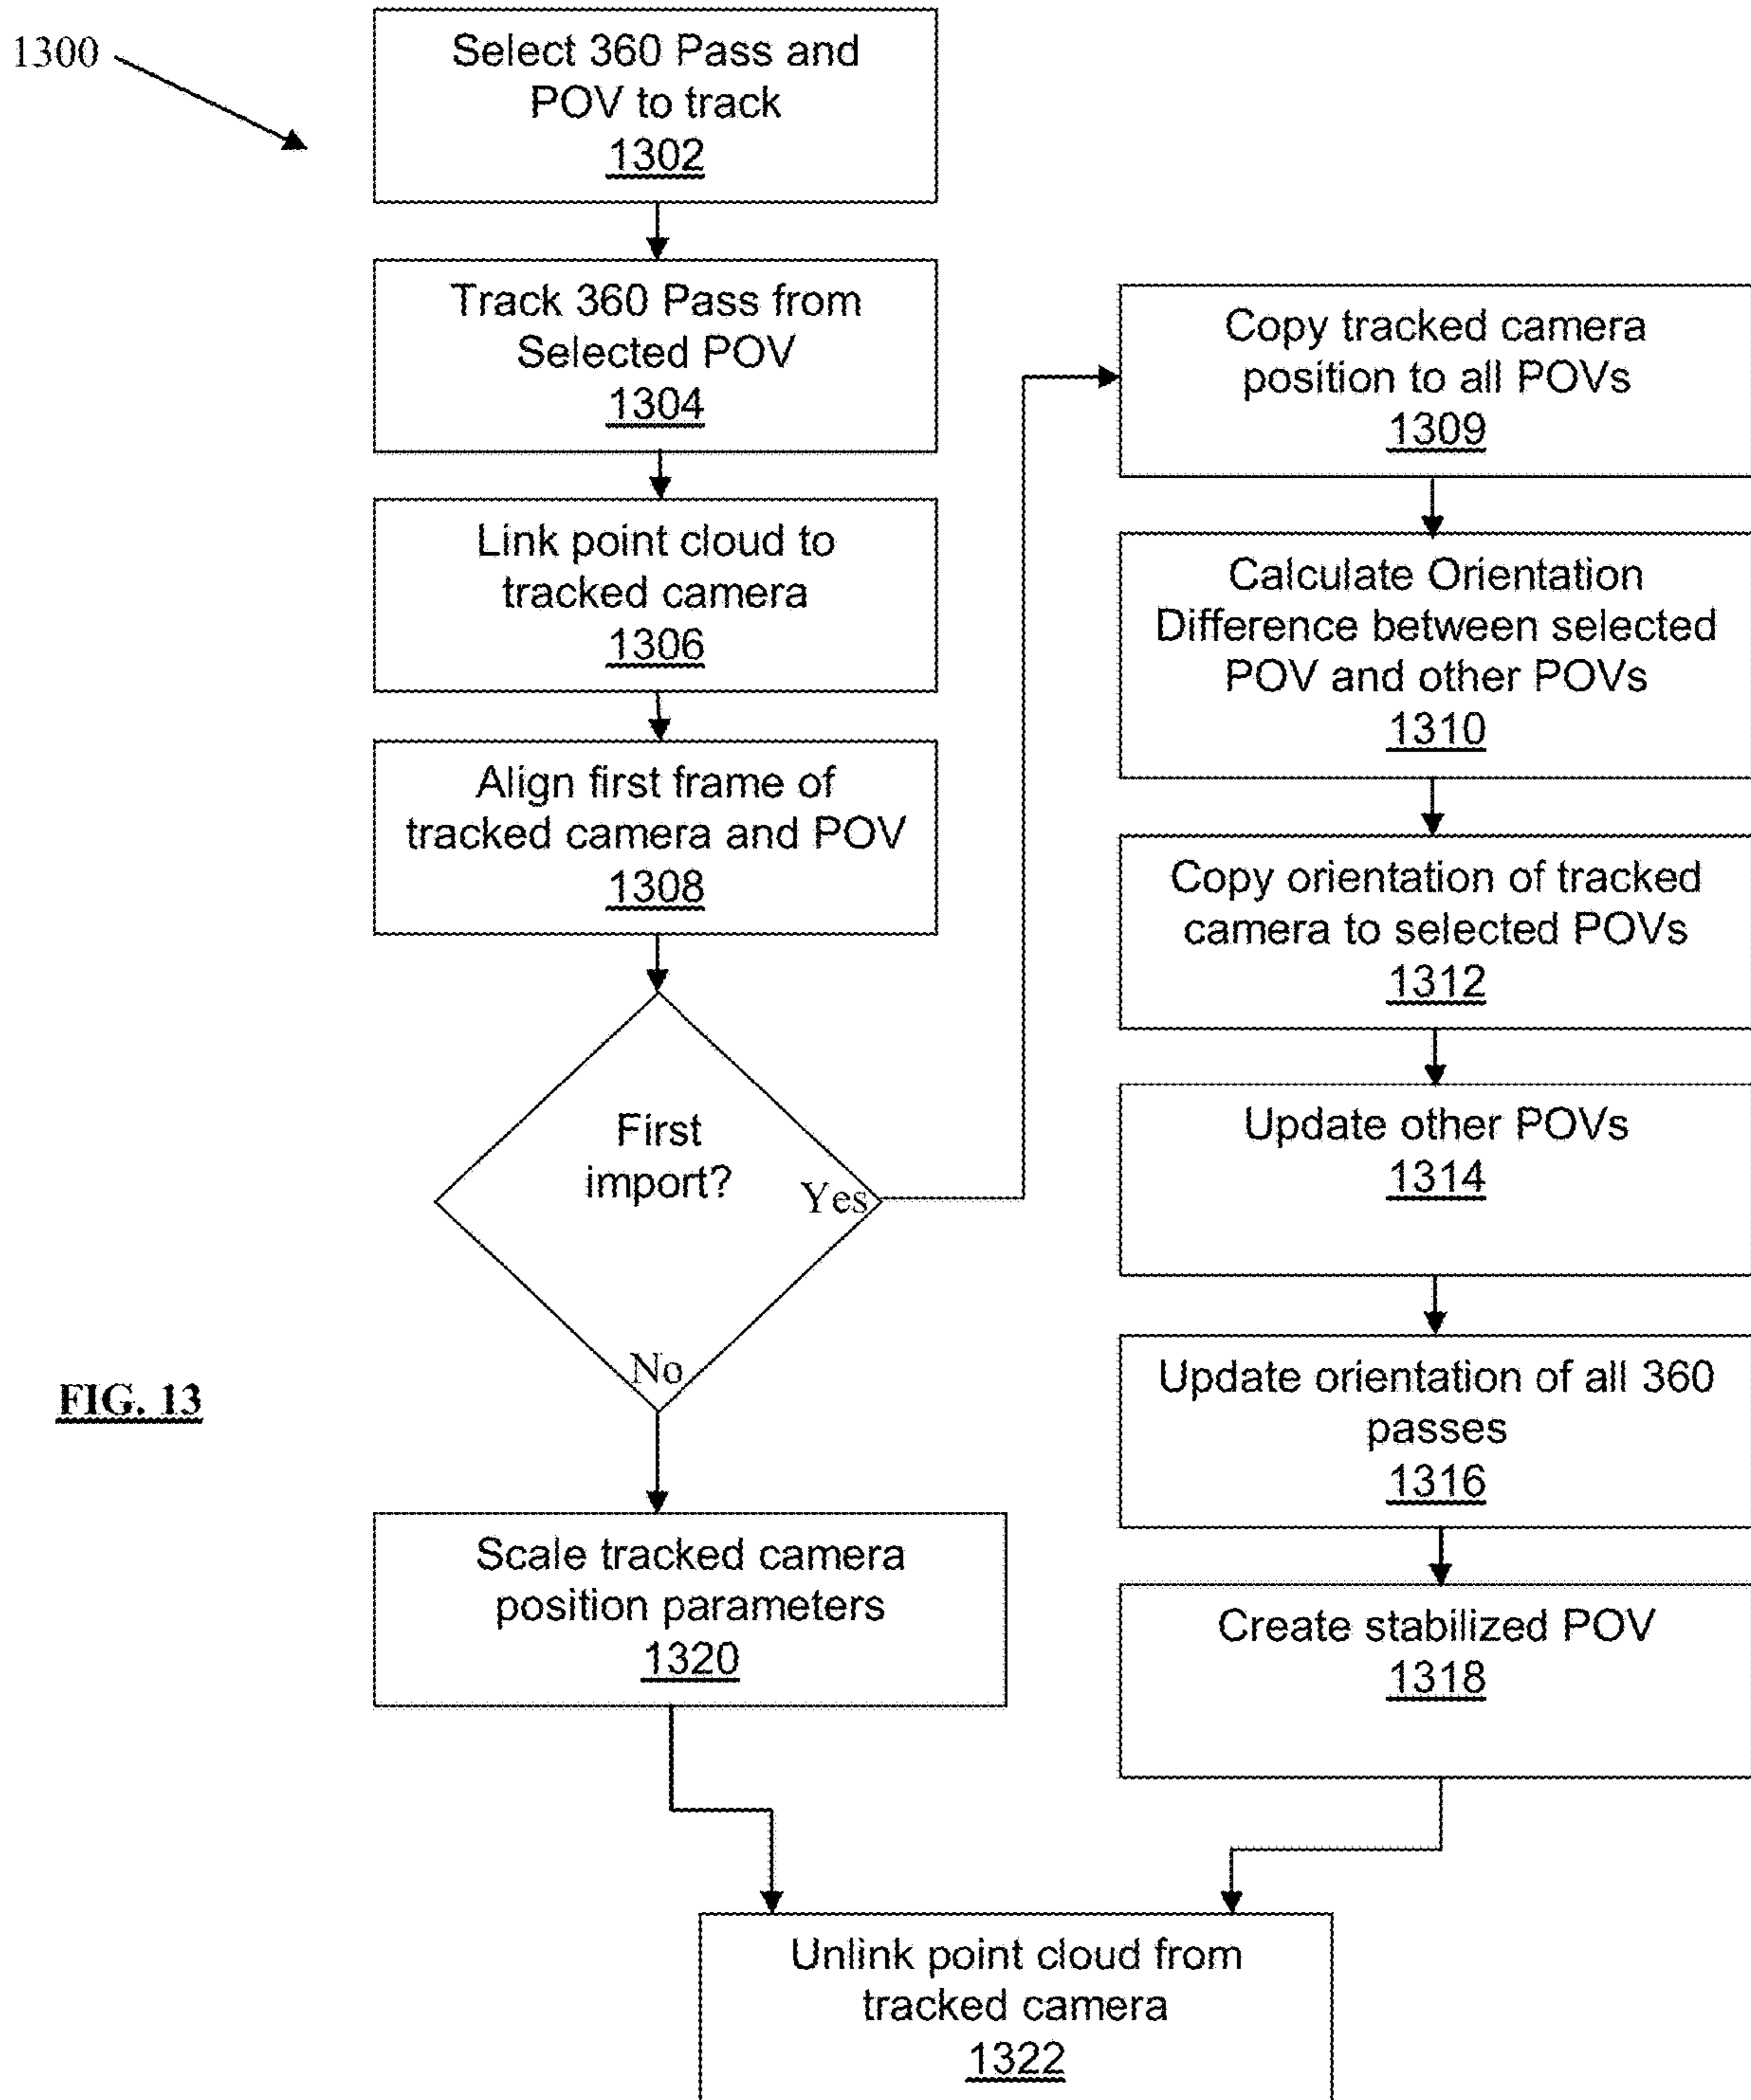 1300
Select 360 Pass and
POV to track
1302
Track 360 Pass from
Selected POV
1304
Link point cloud to
tracked camera
1306
Align first frame of
tracked camera and POV
1308
First
import?
Yes
No
Copy tracked camera
position to all POVs
1309
Calculate Orientation
Difference between selected
POV and other POVs
1310
Copy orientation of tracked
camera to selected POVs
1312
Update other POVs
1314
Update orientation of all 360
passes
1316
Create stabilized POV
1318
Scale tracked camera
position parameters
1320
Unlink point cloud from
tracked camera
1322
FIG. 13